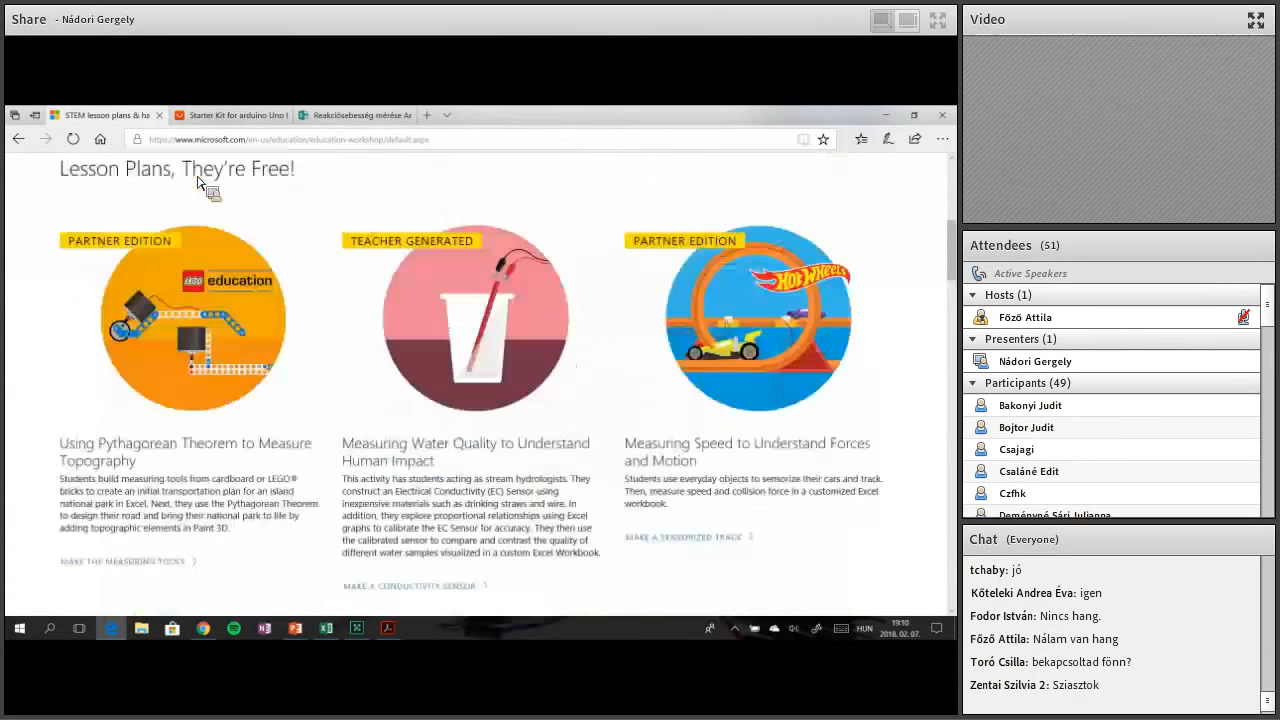 Share - Nádori Gergely
STEM lesson plans & ha
Starter Kit for arduino Uno I
Reakciósebesség mérése Ar
https://www.microsoft.com/en-us/education/education-workshop/default.aspx
Lesson Plans, They're Free!
PARTNER EDITION
LEGO education
Using Pythagorean Theorem to Measure
Topography
Students build measuring tools from cardboard or LEGO®
bricks to create an initial transportation plan for an island
national park in Excel. Next, they use the Pythagorean Theorem
to design their road and bring their national park to life by
adding topographic elements in Paint 3D.
MAKE THE MEASURING TOOLS
TEACHER GENERATED
Measuring Water Quality to Understand
Human Impact
This activity has students acting as stream hydrologists. They
construct an Electrical Conductivity (EC) Sensor using
inexpensive materials such as drinking straws and wire. In
addition, they explore proportional relationships using Excel
graphs to calibrate the EC Sensor for accuracy. They then use
the calibrated sensor to compare and contrast the quality of
different water samples visualized in a custom Excel Workbook.
MAKE A CONDUCTIVITY SENSOR
PARTNER EDITION
HOT WHEELS
Measuring Speed to Understand Forces
and Motion
Students use everyday objects to sensorize their cars and track.
Then, measure speed and collision force in a customized Excel
workbook.
MAKE A SENSORIZED TRACK
HUN
19:10
2018. 02. 07.
Video
Attendees (51)
Active Speakers
Hosts (1)
Főző Attila
Presenters (1)
Nádori Gergely
Participants (49)
Bakonyi Judit
Bojtor Judit
Csajagi
Csaláné Edit
Czfhk
Deményné Sári Julianna
Chat (Everyone)
tchaby: jó
Kőteleki Andrea Éva: igen
Fodor István: Nincs hang.
Főző Attila: Nálam van hang
Toró Csilla: bekapcsoltad fönn?
Zentai Szilvia 2: Sziasztok